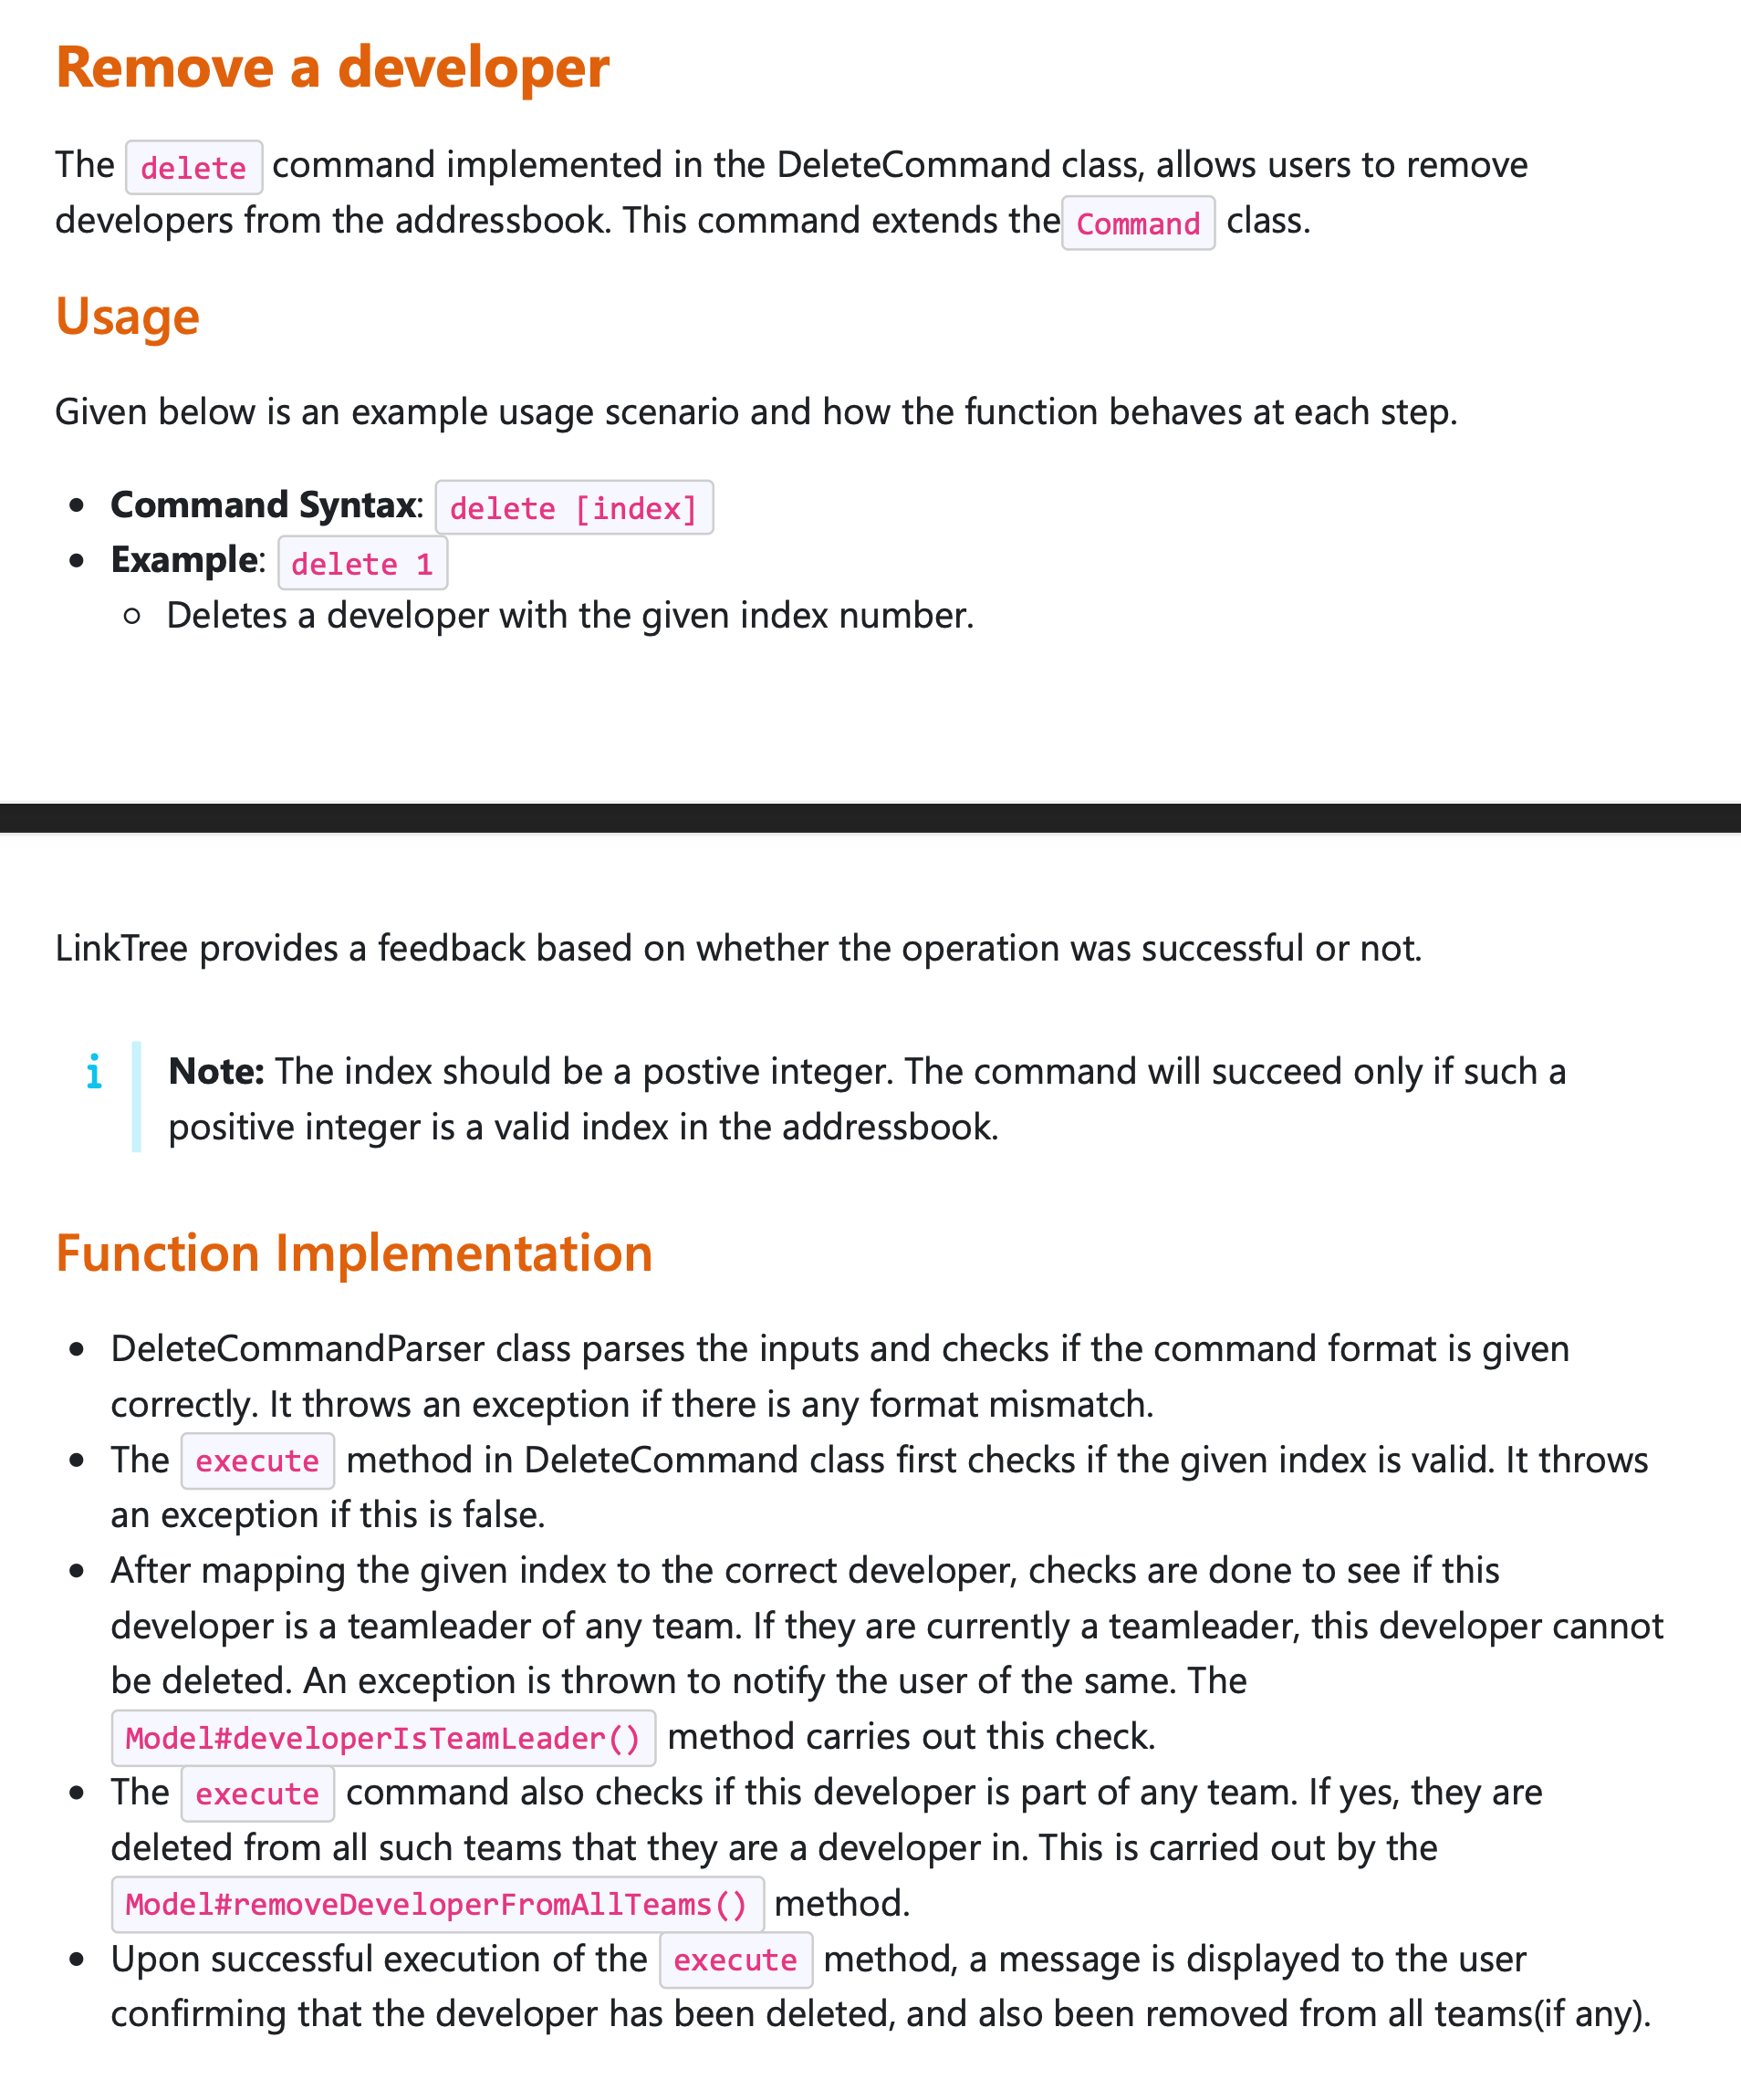 Remove a developer
The delete command implemented in the DeleteCommand class, allows users to remove
developers from the addressbook. This command extends the Command class.
Usage
Given below is an example usage scenario and how the function behaves at each step.
• Command Syntax: delete [index]
• Example: delete 1
◦ Deletes a developer with the given index number.
LinkTree provides a feedback based on whether the operation was successful or not.
i Note: The index should be a postive integer. The command will succeed only if such a
positive integer is a valid index in the addressbook.
Function Implementation
• DeleteCommandParser class parses the inputs and checks if the command format is given
correctly. It throws an exception if there is any format mismatch.
• The execute method in DeleteCommand class first checks if the given index is valid. It throws
an exception if this is false.
• After mapping the given index to the correct developer, checks are done to see if this
developer is a teamleader of any team. If they are currently a teamleader, this developer cannot
be deleted. An exception is thrown to notify the user of the same. The
Model#developerIsTeamLeader() method carries out this check.
• The execute command also checks if this developer is part of any team. If yes, they are
deleted from all such teams that they are a developer in. This is carried out by the
Model#removeDeveloperFromAllTeams() method.
• Upon successful execution of the execute method, a message is displayed to the user
confirming that the developer has been deleted, and also been removed from all teams(if any).